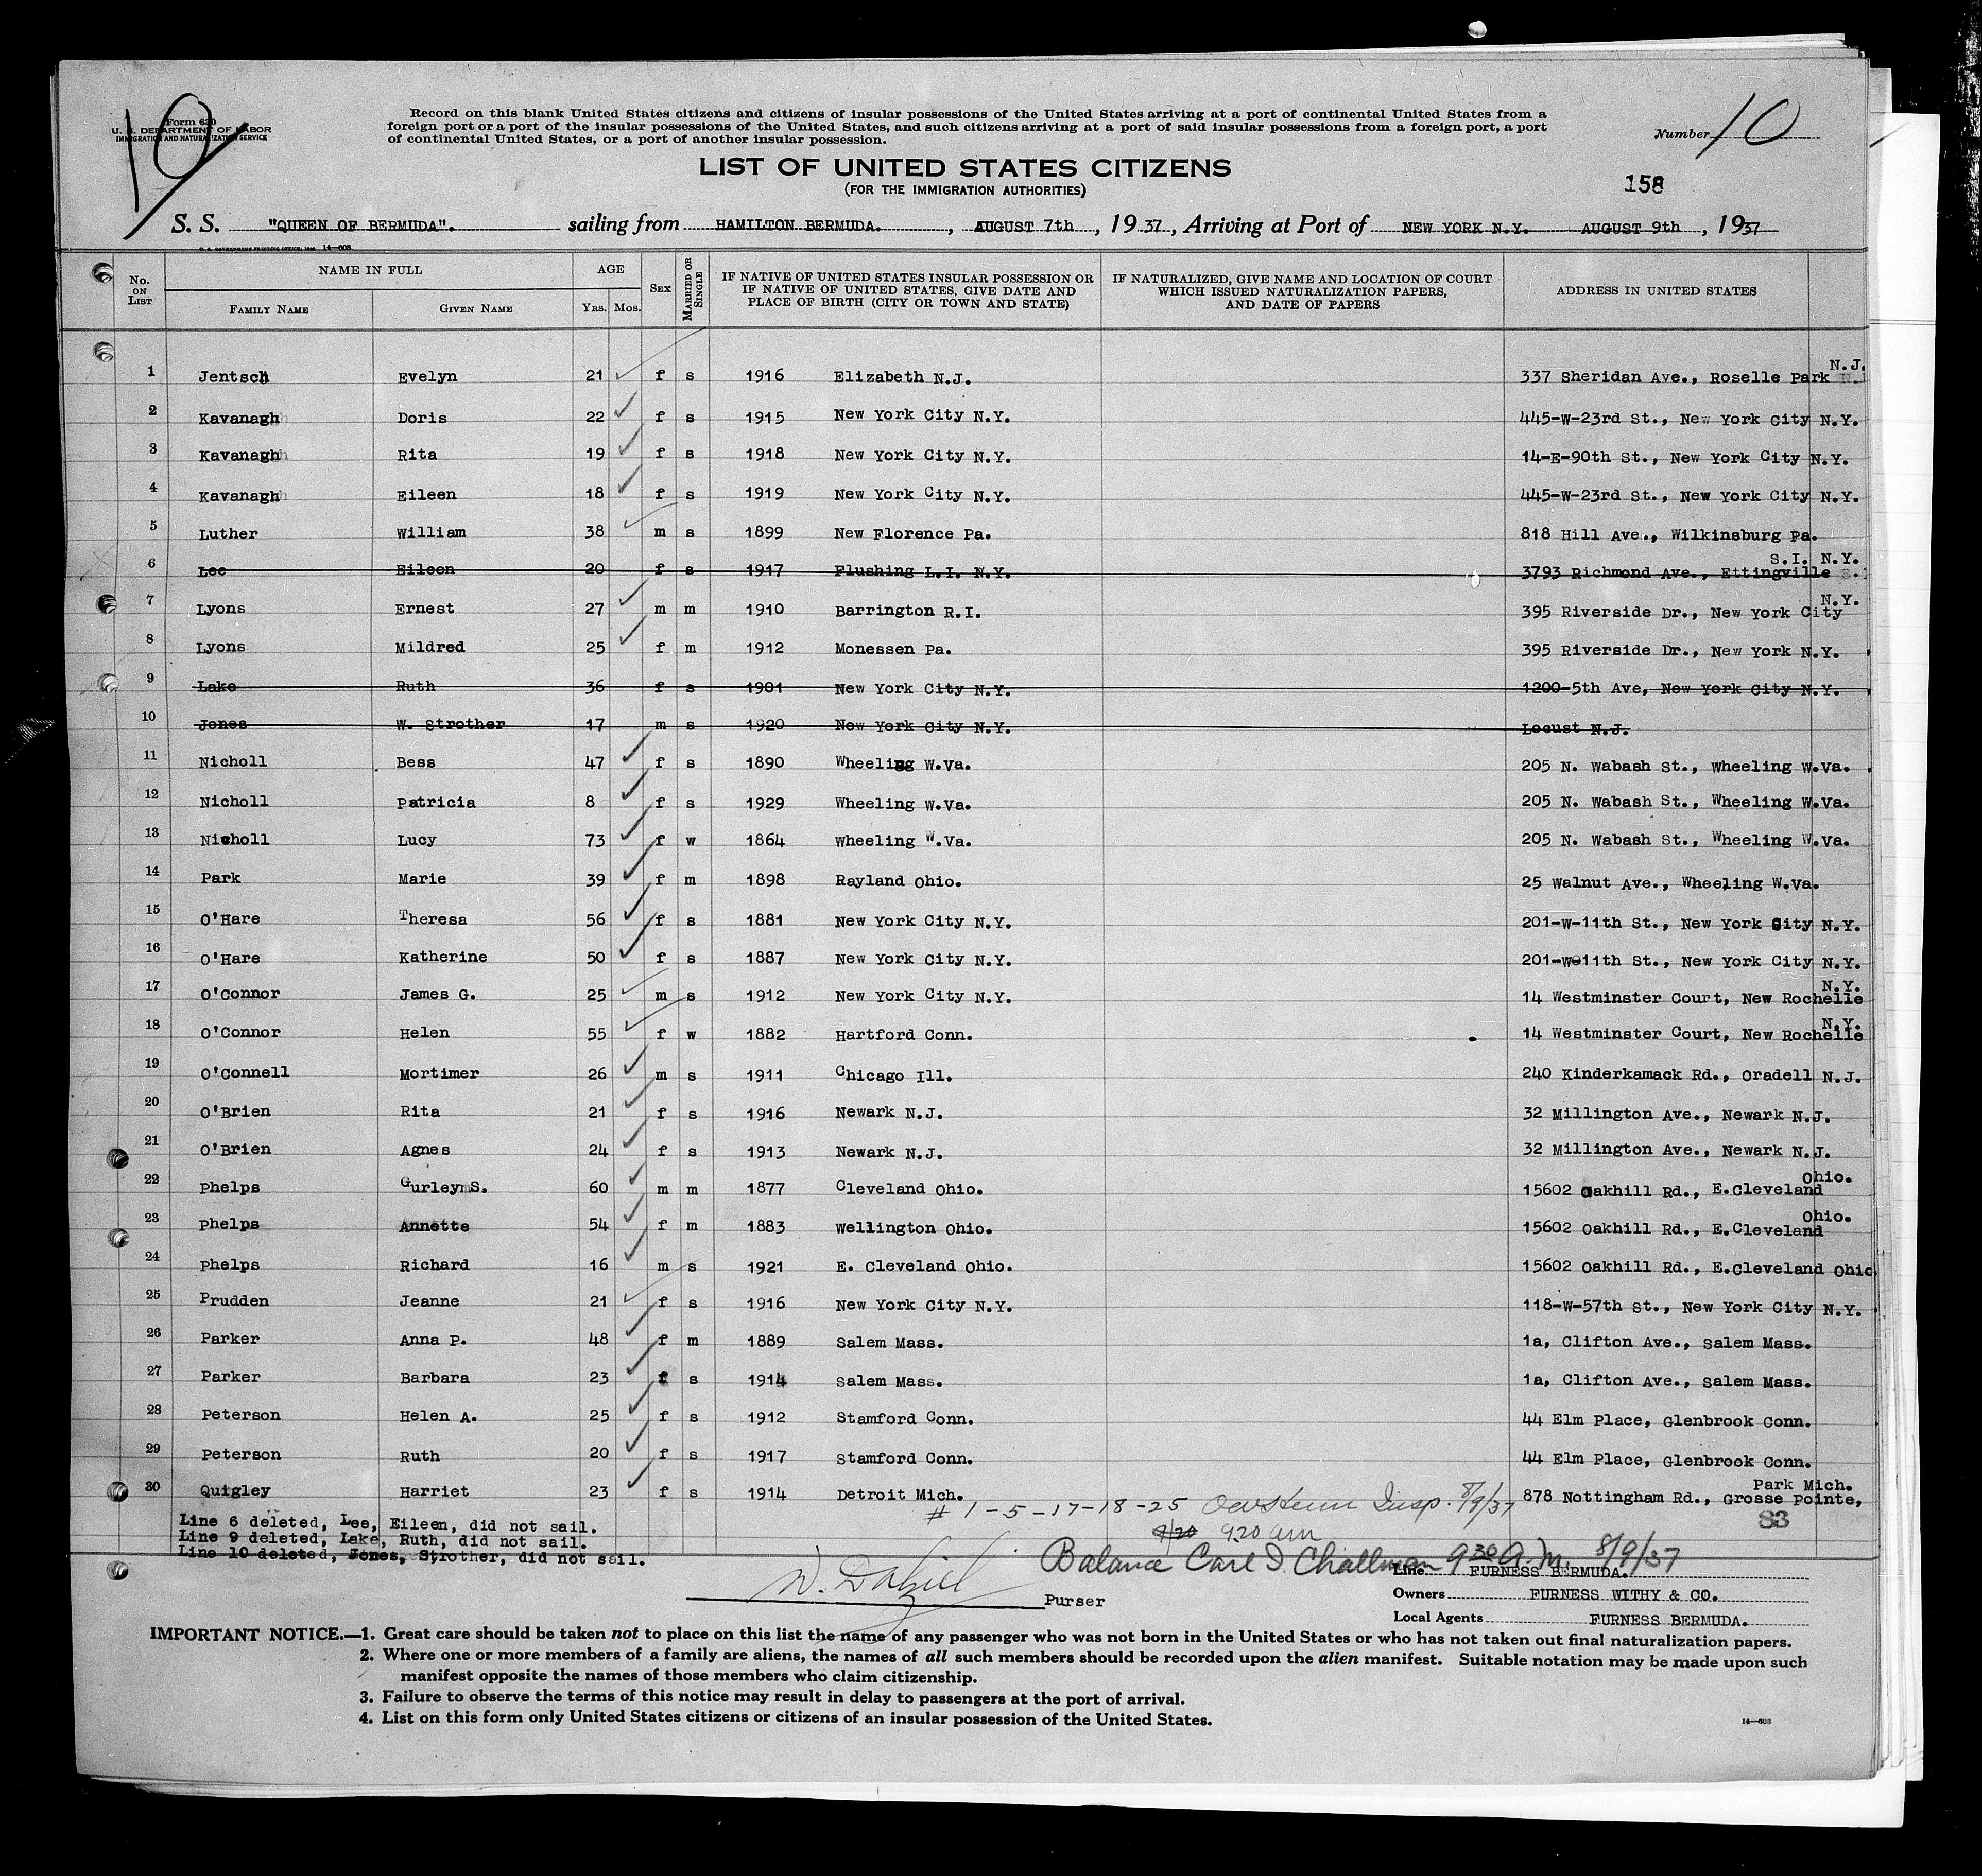 10
Form 630
U. S. DEPARTMENT OF LABOR
IMMIGRATION AND NATURALIZATION SERVICE
Record on this blank United States citizens and citizens of insular possessions of the United States arriving at a port of continental United States from a
foreign port or a port of the insular possessions of the United States, and such citizens arriving at a port of said insular possessions from a foreign port, a port
of continental United States, or a port of another insular possession.
Number 10
LIST OF UNITED STATES CITIZENS
(FOR THE IMMIGRATION AUTHORITIES)
158
S. S. "QUEEN OF BERMUDA". sailing from HAMILTON BERMUDA. , AUGUST 7th , 19 37 , Arriving at Port of NEW YORK N.Y. AUGUST 9th , 1937
U. S. GOVERNMENT PRINTING OFFICE: 14—608
No. ON LIST NAME IN FULL FAMILY NAME GIVEN NAME AGE YRS. MOS. SEX MARRIED OR SINGLE IF NATIVE OF UNITED STATES INSULAR POSSESSION OR IF NATIVE OF UNITED STATES, GIVE DATE AND PLACE OF BIRTH (CITY OR TOWN AND STATE) IF NATURALIZED, GIVE NAME AND LOCATION OF COURT WHICH ISSUED NATURALIZATION PAPERS, AND DATE OF PAPERS ADDRESS IN UNITED STATES
1 Jentsch Evelyn 21 f s 1916 Elizabeth N.J. 337 Sheridan Ave., Roselle Park N.J.
2 Kavanagh Doris 22 f s 1915 New York City N.Y. 445-W-23rd St., New York City N.Y.
3 Kavanagh Rita 19 f s 1918 New York City N.Y. 14-E-90th St., New York City N.Y.
4 Kavanagh Eileen 18 f s 1919 New York City N.Y. 445-W-23rd St., New York City N.Y.
5 Luther William 38 m s 1899 New Florence Pa. 818 Hill Ave., Wilkinsburg Pa.
6 Lee Eileen 20 f s 1917 Flushing L.I. N.Y. 3793 Richmond Ave., Ettingville S.I. N.Y.
7 Lyons Ernest 27 m m 1910 Barrington R.I. 395 Riverside Dr., New York City N.Y.
8 Lyons Mildred 25 f m 1912 Monessen Pa. 395 Riverside Dr., New York N.Y.
9 Lake Ruth 36 f s 1901 New York City N.Y. 1200-5th Ave, New York City N.Y.
10 Jones W. Strother 17 m s 1920 New York City N.Y. Locust N.J.
11 Nicholl Bess 47 f s 1890 Wheeling W.Va. 205 N. Wabash St., Wheeling W.Va.
12 Nicholl Patricia 8 f s 1929 Wheeling W.Va. 205 N. Wabash St., Wheeling W.Va.
13 Nicholl Lucy 73 f w 1864 Wheeling W.Va. 205 N. Wabash St., Wheeling W.Va.
14 Park Marie 39 f m 1898 Rayland Ohio. 25 Walnut Ave., Wheeling W.Va.
15 O'Hare Theresa 56 f s 1881 New York City N.Y. 201-W-11th St., New York City N.Y.
16 O'Hare Katherine 50 f s 1887 New York City N.Y. 201-W-11th St., New York City N.Y.
17 O'Connor James G. 25 m s 1912 New York City N.Y. 14 Westminster Court, New Rochelle N.Y.
18 O'Connor Helen 55 f w 1882 Hartford Conn. 14 Westminster Court, New Rochelle N.Y.
19 O'Connell Mortimer 26 m s 1911 Chicago Ill. 240 Kinderkamack Rd., Oradell N.J.
20 O'Brien Rita 21 f s 1916 Newark N.J. 32 Millington Ave., Newark N.J.
21 O'Brien Agnes 24 f s 1913 Newark N.J. 32 Millington Ave., Newark N.J.
22 Phelps Gurley S. 60 m m 1877 Cleveland Ohio. 15602 Oakhill Rd., E.Cleveland Ohio.
23 Phelps Annette 54 f m 1883 Wellington Ohio. 15602 Oakhill Rd., E.Cleveland Ohio.
24 Phelps Richard 16 m s 1921 E. Cleveland Ohio. 15602 Oakhill Rd., E.Cleveland Ohio
25 Prudden Jeanne 21 f s 1916 New York City N.Y. 118-W-57th St., New York City N.Y.
26 Parker Anna P. 48 f m 1889 Salem Mass. 1a, Clifton Ave., Salem Mass.
27 Parker Barbara 23 f s 1914 Salem Mass. 1a, Clifton Ave., Salem Mass.
28 Peterson Helen A. 25 f s 1912 Stamford Conn. 44 Elm Place, Glenbrook Conn.
29 Peterson Ruth 20 f s 1917 Stamford Conn. 44 Elm Place, Glenbrook Conn.
30 Quigley Harriet 23 f s 1914 Detroit Mich. 878 Nottingham Rd., Grosse Pointe, Park Mich.
# 1-5-17-18-25 Insp. 8/9/37
83
Line 6 deleted, Lee, Eileen, did not sail.
Line 9 deleted, Lake, Ruth, did not sail.
Line 10 deleted, Jones, Strother, did not sail.
920 am
Balance Carl I. Challman 9 30 A.M. 8/9/37
Purser
Line FURNESS BERMUDA.
Owners FURNESS WITHY & CO.
Local Agents FURNESS BERMUDA.
IMPORTANT NOTICE.—1. Great care should be taken not to place on this list the name of any passenger who was not born in the United States or who has not taken out final naturalization papers.
2. Where one or more members of a family are aliens, the names of all such members should be recorded upon the alien manifest. Suitable notation may be made upon such
manifest opposite the names of those members who claim citizenship.
3. Failure to observe the terms of this notice may result in delay to passengers at the port of arrival.
4. List on this form only United States citizens or citizens of an insular possession of the United States.
14—608